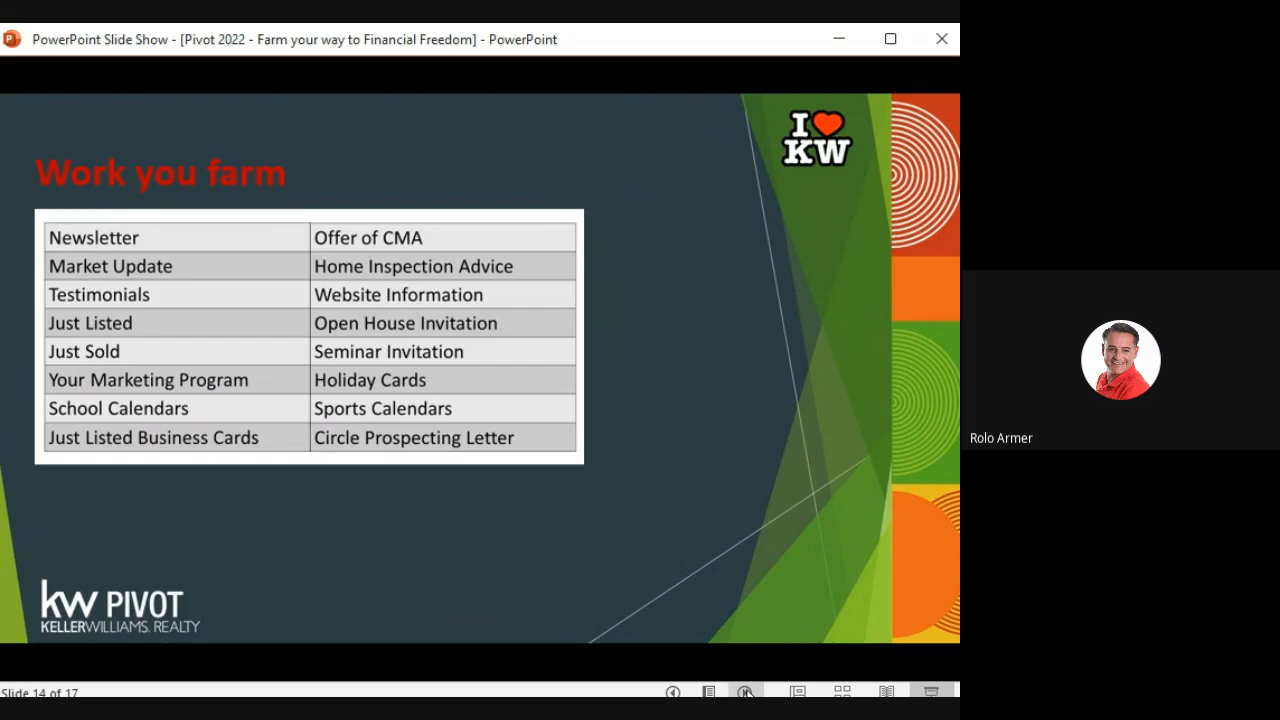 PowerPoint Slide Show - [Pivot 2022 - Farm your way to Financial Freedom] - PowerPoint
I
KW
Work you farm
Newsletter Offer of CMA
Market Update Home Inspection Advice
Testimonials Website Information
Just Listed Open House Invitation
Just Sold Seminar Invitation
Your Marketing Program Holiday Cards
School Calendars Sports Calendars
Just Listed Business Cards Circle Prospecting Letter
Rolo Armer
kw PIVOT
KELLERWILLIAMS. REALTY
Slide 14 of 17